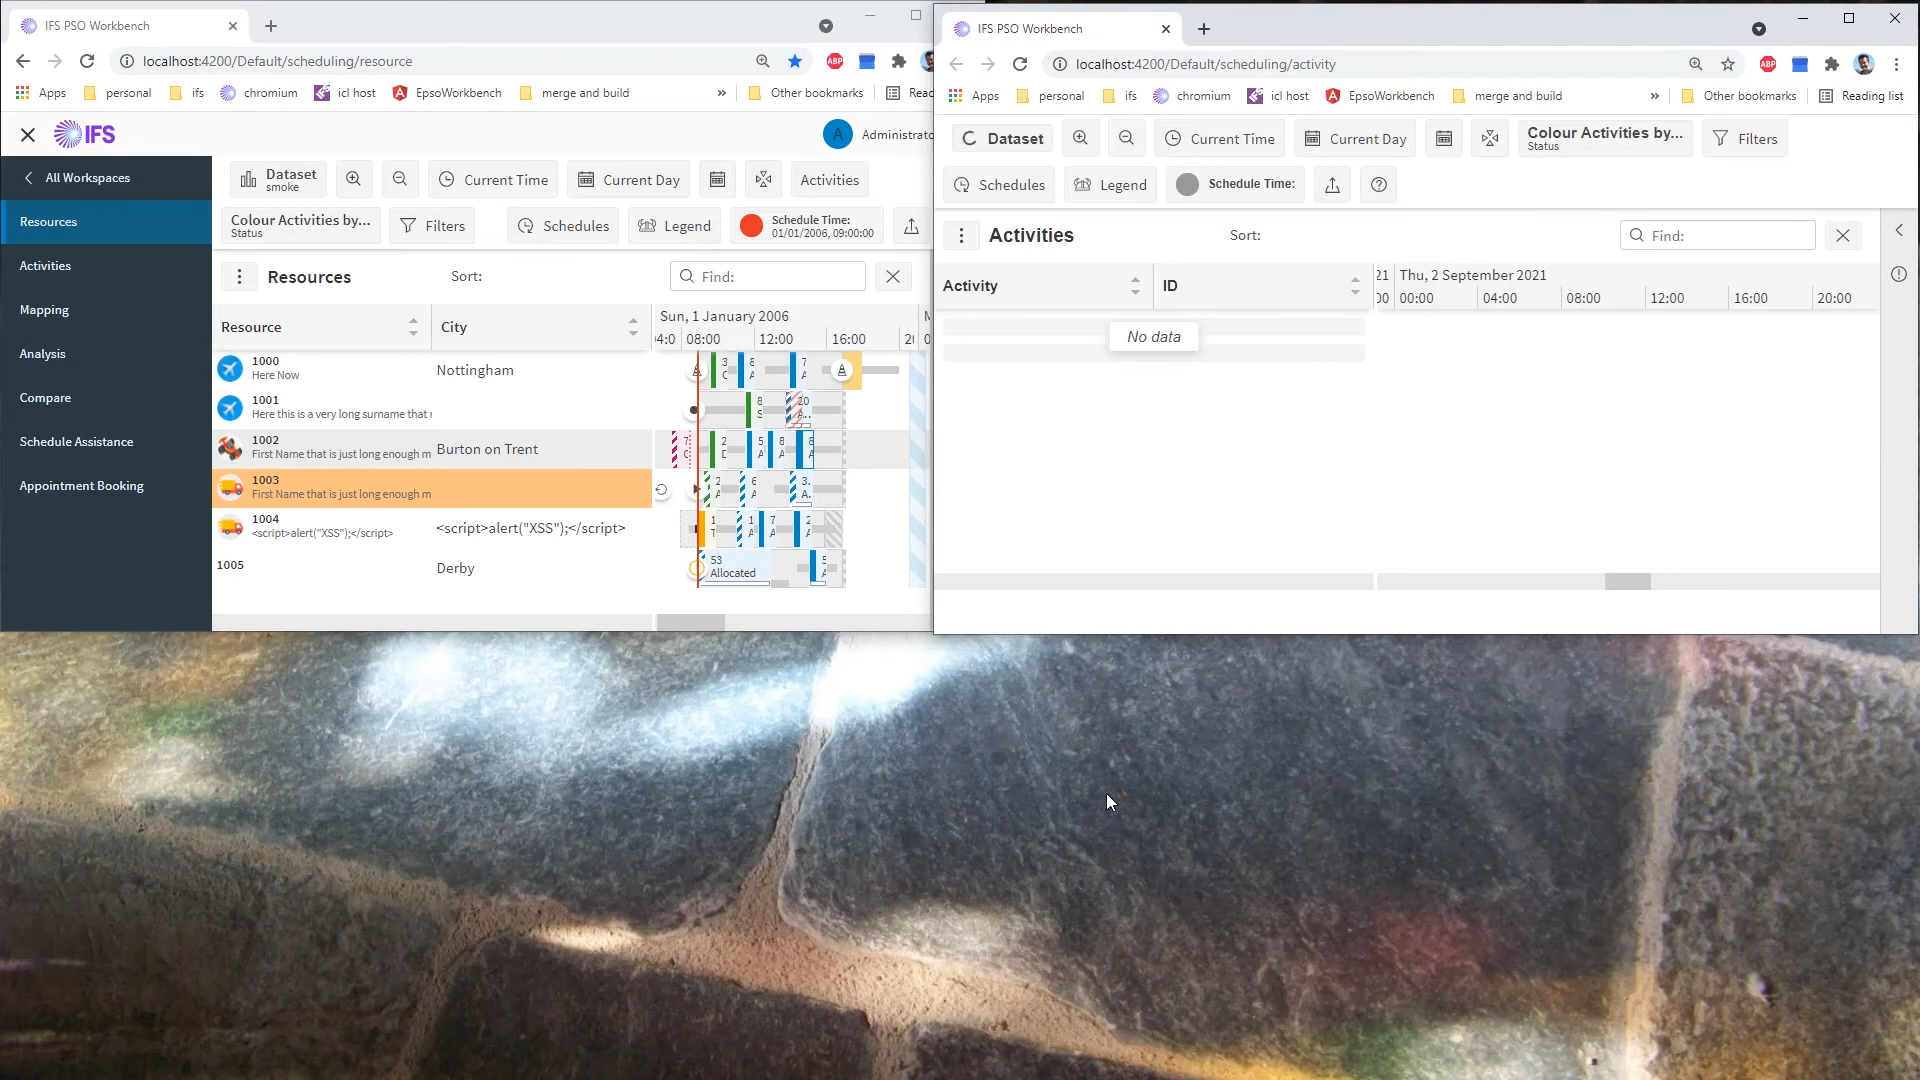 IFS PSO Workbench
localhost:4200/Default/scheduling/resource
ABP
Apps
personal
ifs
chromium
icl host
EpsoWorkbench
merge and build
»
Other bookmarks
IFS
A
All Workspaces
Resources
Activities
Mapping
Analysis
Compare
Schedule Assistance
Appointment Booking
Dataset
smoke
Current Time
Current Day
Activities
Colour Activities by...
Status
Filters
Schedules
Legend
Schedule Time:
01/01/2006, 09:00:00
Resources
Sort:
Find:
Resource
City
Sun, 1 January 2006
08:00
12:00
16:00
1000
Here Now
Nottingham
1001
Here this is a very long surname that
1002
First Name that is just long enough m
Burton on Trent
1003
First Name that is just long enough m
1004
<script>alert("XSS");</script>
<script>alert("XSS");</script>
1005
Derby
53
Allocated
IFS PSO Workbench
localhost:4200/Default/scheduling/activity
ABP
Apps
personal
ifs
chromium
icl host
EpsoWorkbench
merge and build
»
Other bookmarks
Reading list
Dataset
Current Time
Current Day
Colour Activities by...
Status
Filters
Schedules
Legend
Schedule Time:
Activities
Sort:
Find:
Activity
ID
21
Thu, 2 September 2021
00
00:00
04:00
08:00
12:00
16:00
20:00
No data